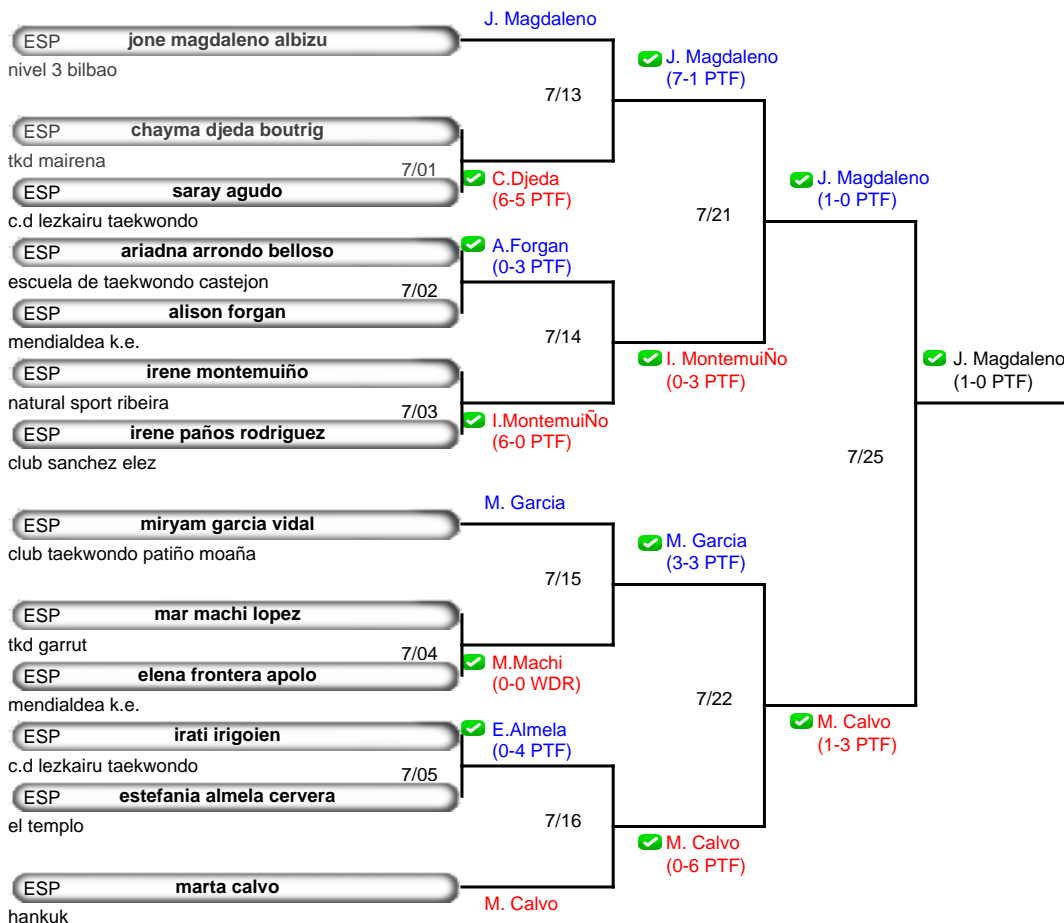 J. Magdaleno
ESP jone magdaleno albizu
nivel 3 bilbao
J. Magdaleno
(7-1 PTF)
7/13
ESP chayma djeda boutrig
tkd mairena
7/01
C.Djeda
(6-5 PTF)
ESP saray agudo
c.d lezkairu taekwondo
J. Magdaleno
(1-0 PTF)
7/21
ESP ariadna arrondo belloso
escuela de taekwondo castejon
A.Forgan
(0-3 PTF)
7/02
ESP alison forgan
mendialdea k.e.
7/14
ESP irene montemuiño
natural sport ribeira
I. MontemuiÑo
(0-3 PTF)
7/03
I.MontemuiÑo
(6-0 PTF)
ESP irene paños rodriguez
club sanchez elez
J. Magdaleno
(1-0 PTF)
7/25
M. Garcia
ESP miryam garcia vidal
club taekwondo patiño moaña
M. Garcia
(3-3 PTF)
7/15
ESP mar machi lopez
tkd garrut
7/04
M.Machi
(0-0 WDR)
ESP elena frontera apolo
mendialdea k.e.
7/22
M. Calvo
(1-3 PTF)
ESP irati irigoien
c.d lezkairu taekwondo
E.Almela
(0-4 PTF)
7/05
ESP estefania almela cervera
el templo
7/16
M. Calvo
(0-6 PTF)
ESP marta calvo
hankuk
M. Calvo